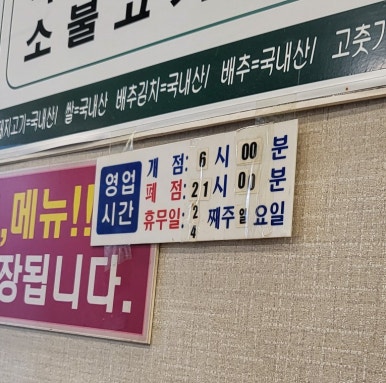 소불고기
돼지고기=국내산/ 쌀=국내산 배추김치=국내산/ 배추=국내산/ 고춧가
영업 시간
개 점: 6 시 00 분
폐 점: 21 시 00 분
휴무일: 2 4 째주 일 요일
메뉴!!
장됩니다.